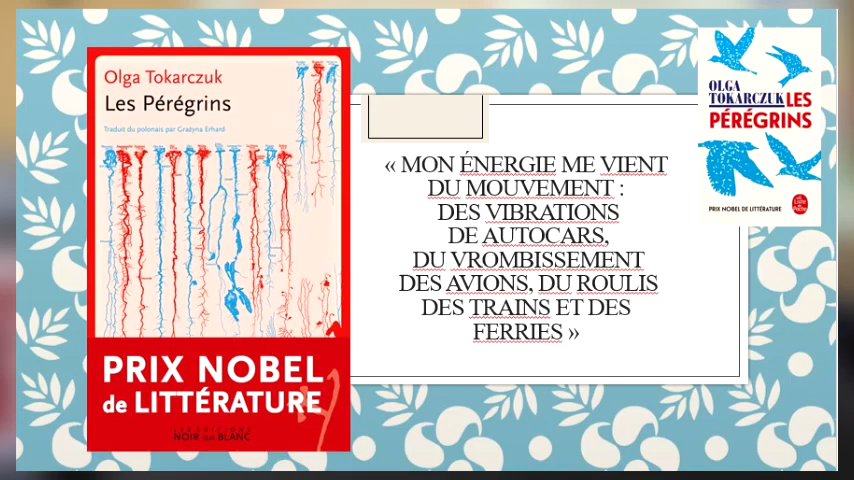 Olga Tokarczuk
Les Pérégrins
Traduit du polonais par Grażyna Erhard
PRIX NOBEL
de LITTÉRATURE
LES ÉDITIONS
NOIR SUR BLANC
« MON ÉNERGIE ME VIENT
DU MOUVEMENT :
DES VIBRATIONS
DE AUTOCARS,
DU VROMBISSEMENT
DES AVIONS, DU ROULIS
DES TRAINS ET DES
FERRIES »
OLGA
TOKARCZUK LES
PÉRÉGRINS
PRIX NOBEL DE LITTÉRATURE